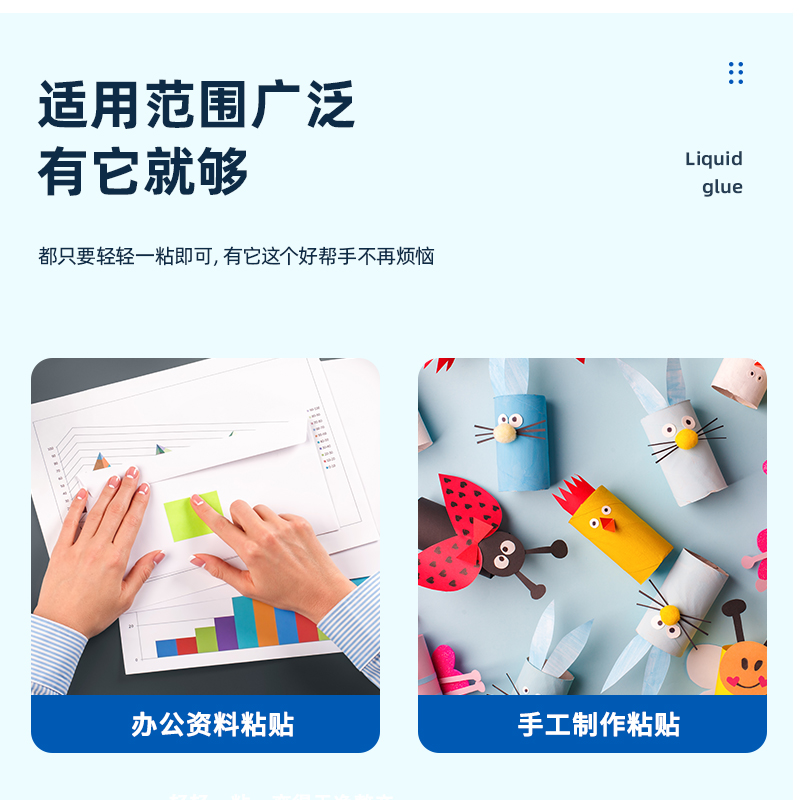 适用范围广泛
有它就够
Liquid
glue
都只要轻轻一粘即可, 有它这个好帮手不再烦恼
办公资料粘贴
手工制作粘贴